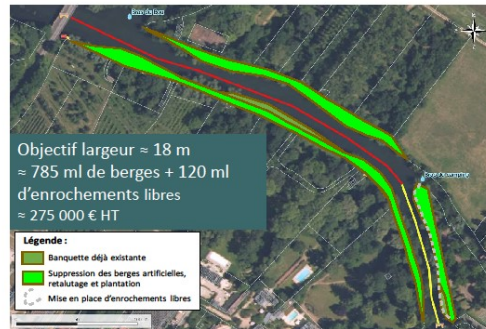 Objectif largeur ≈ 18 m
≈ 785 ml de berges + 120 ml
d'enrochements libres
≈ 275 000 € HT
Légende :
Banquette déjà existante
Suppression des berges artificielles,
retalutage et plantation
Mise en place d'enrochements libres